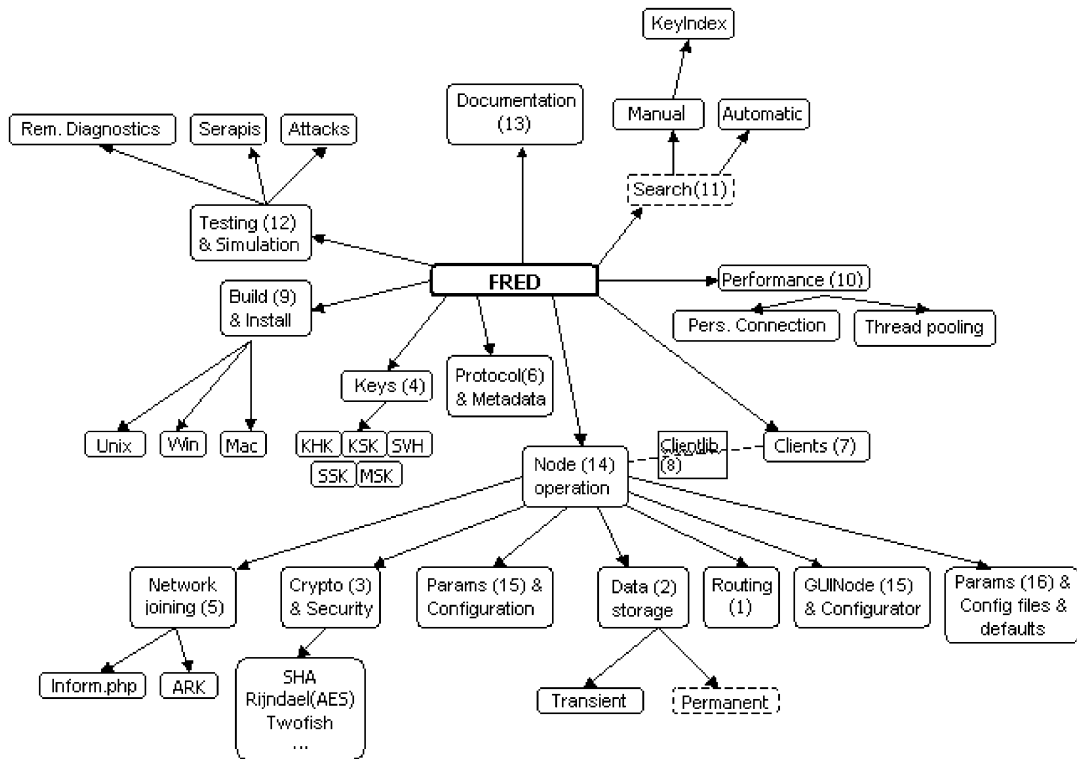 KeyIndex
Documentation
(13)
Manual
Automatic
Rem. Diagnostics
Serapis
Attacks
Search(11)
Testing (12)
& Simulation
FRED
Performance (10)
Build (9)
& Install
Pers. Connection
Thread pooling
Keys (4)
Protocol(6)
& Metadata
Unix
Win
Mac
KHK
KSK
SVH
SSK
MSK
Clientlib
(8)
Clients (7)
Node (14)
operation
Network
joining (5)
Crypto (3)
& Security
Params (15) &
Configuration
Data (2)
storage
Routing
(1)
GUINode (15)
& Configurator
Params (16) &
Config files &
defaults
Inform.php
ARK
SHA
Rijndael(AES)
Twofish
...
Transient
Permanent